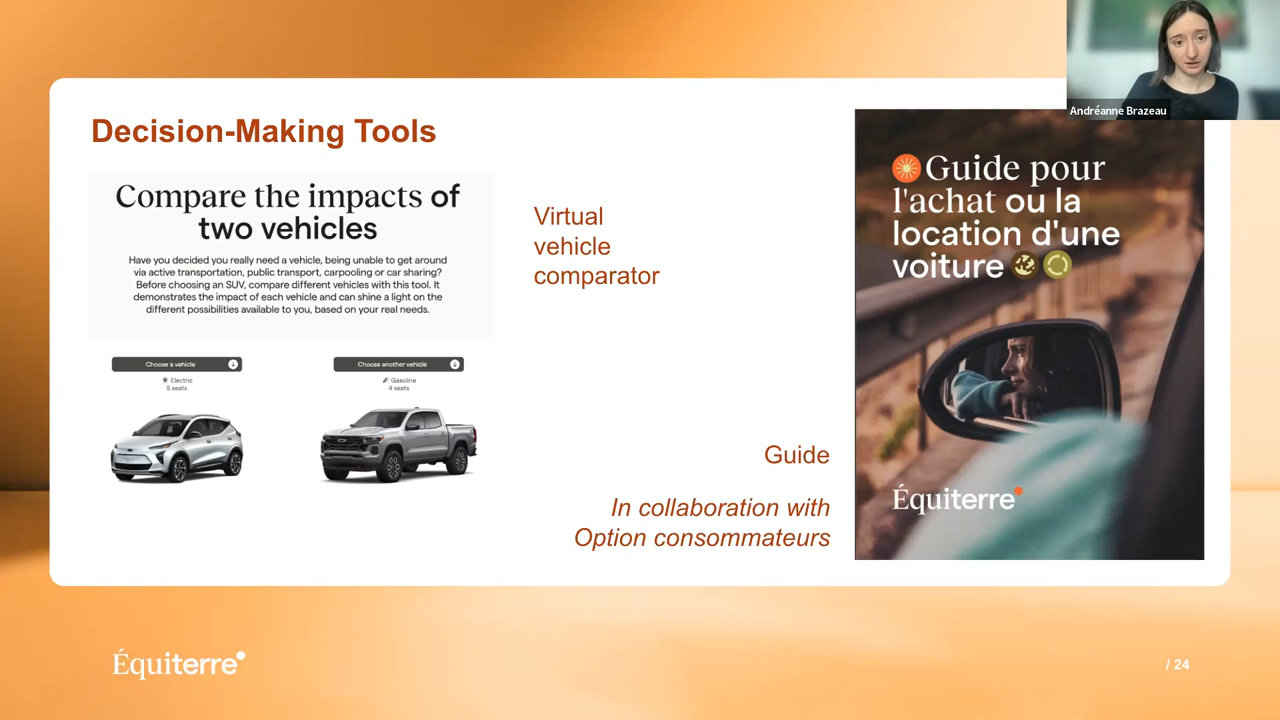 Andréanne Brazeau
Decision-Making Tools
Compare the impacts of
two vehicles
Have you decided you really need a vehicle, being unable to get around
via active transportation, public transport, carpooling or car sharing?
Before choosing an SUV, compare different vehicles with this tool. It
demonstrates the impact of each vehicle and can shine a light on the
different possibilities available to you, based on your real needs.
Choose a vehicle
Electric
5 seats
Choose another vehicle
Gasoline
4 seats
Virtual
vehicle
comparator
Guide
In collaboration with
Option consommateurs
Guide pour
l'achat ou la
location d'une
voiture
Équiterre
Équiterre
/ 24